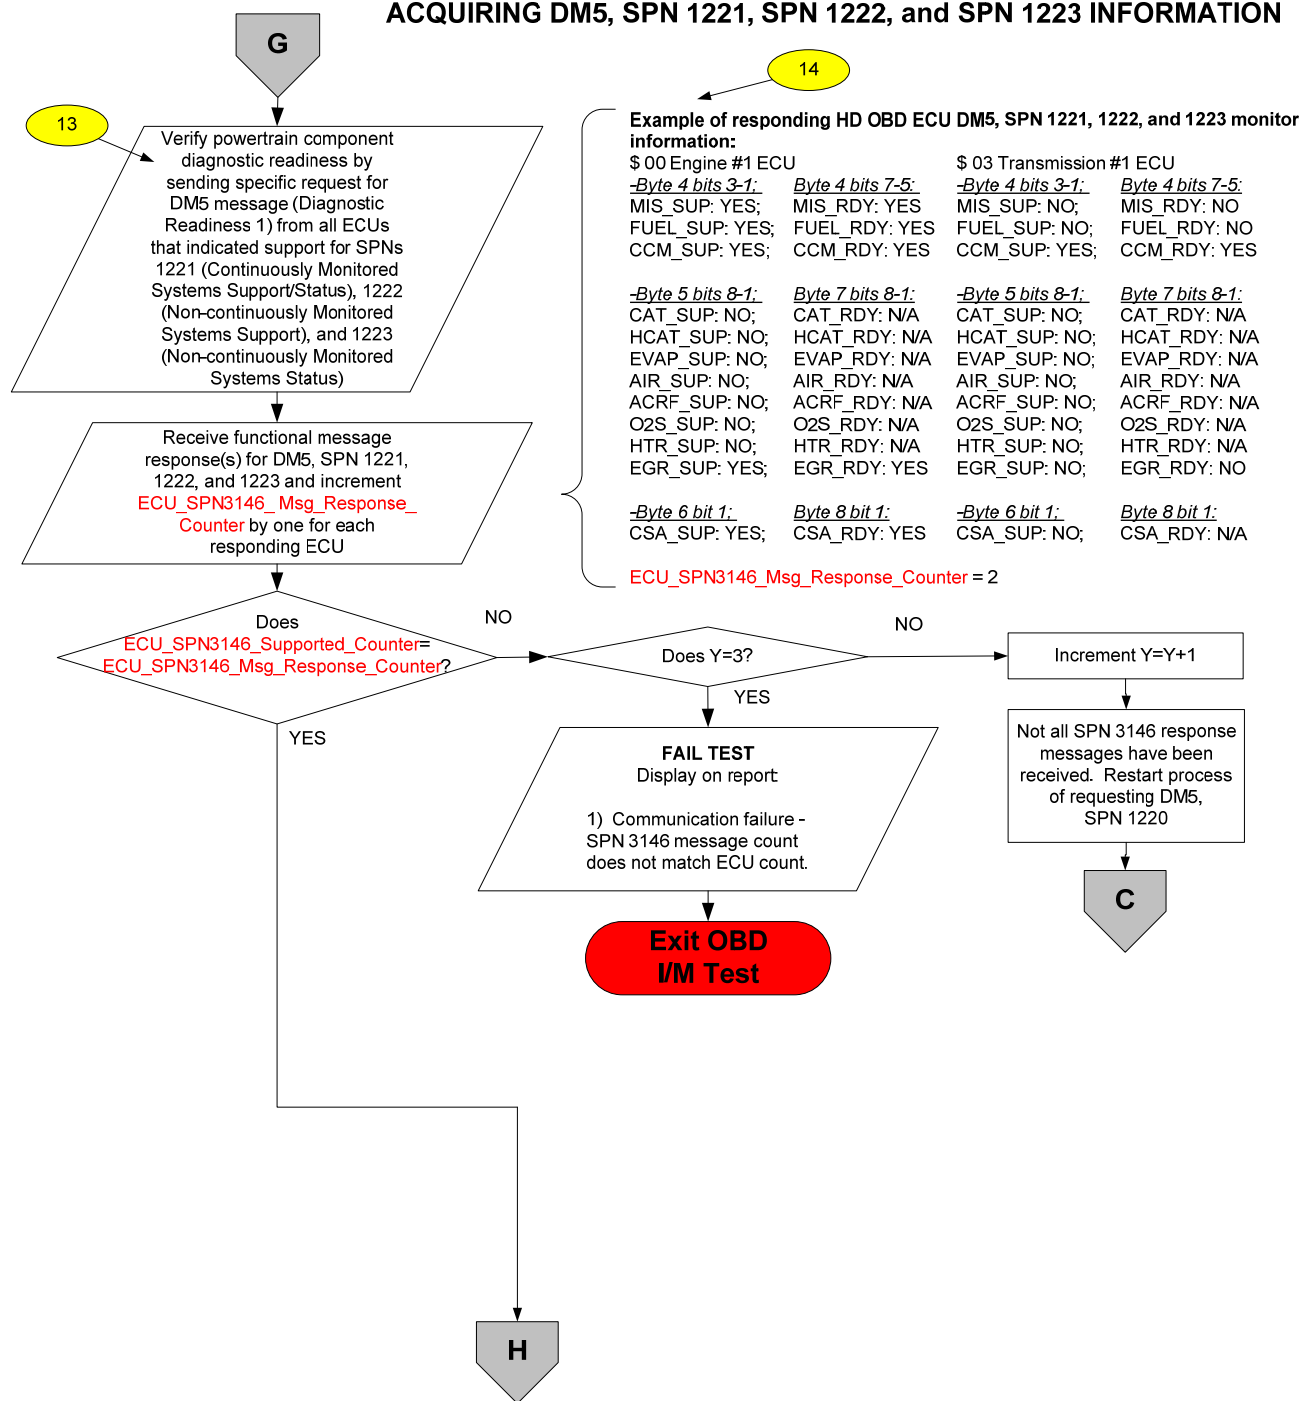 ACQUIRING DM5, SPN 1221, SPN 1222, and SPN 1223 INFORMATION
G
13
Verify powertrain component
diagnostic readiness by
sending specific request for
DM5 message (Diagnostic
Readiness 1) from all ECUs
that indicated support for SPNs
1221 (Continuously Monitored
Systems Support/Status), 1222
(Non-continuously Monitored
Systems Support), and 1223
(Non-continuously Monitored
Systems Status)
Receive functional message
response(s) for DM5, SPN 1221,
1222, and 1223 and increment
ECU_SPN3146_ Msg_Response_
Counter by one for each
responding ECU
14
Example of responding HD OBD ECU DM5, SPN 1221, 1222, and 1223 monitor
information:
$ 00 Engine #1 ECU $ 03 Transmission #1 ECU
-Byte 4 bits 3-1; Byte 4 bits 7-5: -Byte 4 bits 3-1; Byte 4 bits 7-5:
MIS_SUP: YES; MIS_RDY: YES MIS_SUP: NO; MIS_RDY: NO
FUEL_SUP: YES; FUEL_RDY: YES FUEL_SUP: NO; FUEL_RDY: NO
CCM_SUP: YES; CCM_RDY: YES CCM_SUP: YES; CCM_RDY: YES
-Byte 5 bits 8-1; Byte 7 bits 8-1: -Byte 5 bits 8-1; Byte 7 bits 8-1:
CAT_SUP: NO; CAT_RDY: N/A CAT_SUP: NO; CAT_RDY: N/A
HCAT_SUP: NO; HCAT_RDY: N/A HCAT_SUP: NO; HCAT_RDY: N/A
EVAP_SUP: NO; EVAP_RDY: N/A EVAP_SUP: NO; EVAP_RDY: N/A
AIR_SUP: NO; AIR_RDY: N/A AIR_SUP: NO; AIR_RDY: N/A
ACRF_SUP: NO; ACRF_RDY: N/A ACRF_SUP: NO; ACRF_RDY: N/A
O2S_SUP: NO; O2S_RDY: N/A O2S_SUP: NO; O2S_RDY: N/A
HTR_SUP: NO; HTR_RDY: N/A HTR_SUP: NO; HTR_RDY: N/A
EGR_SUP: YES; EGR_RDY: YES EGR_SUP: NO; EGR_RDY: NO
-Byte 6 bit 1; Byte 8 bit 1: -Byte 6 bit 1; Byte 8 bit 1:
CSA_SUP: YES; CSA_RDY: YES CSA_SUP: NO; CSA_RDY: N/A
ECU_SPN3146_Msg_Response_Counter = 2
Does
ECU_SPN3146_Supported_Counter=
ECU_SPN3146_Msg_Response_Counter?
NO
YES
Does Y=3?
NO
YES
Increment Y=Y+1
Not all SPN 3146 response
messages have been
received. Restart process
of requesting DM5,
SPN 1220
C
FAIL TEST
Display on report:
1) Communication failure -
SPN 3146 message count
does not match ECU count.
Exit OBD
I/M Test
H